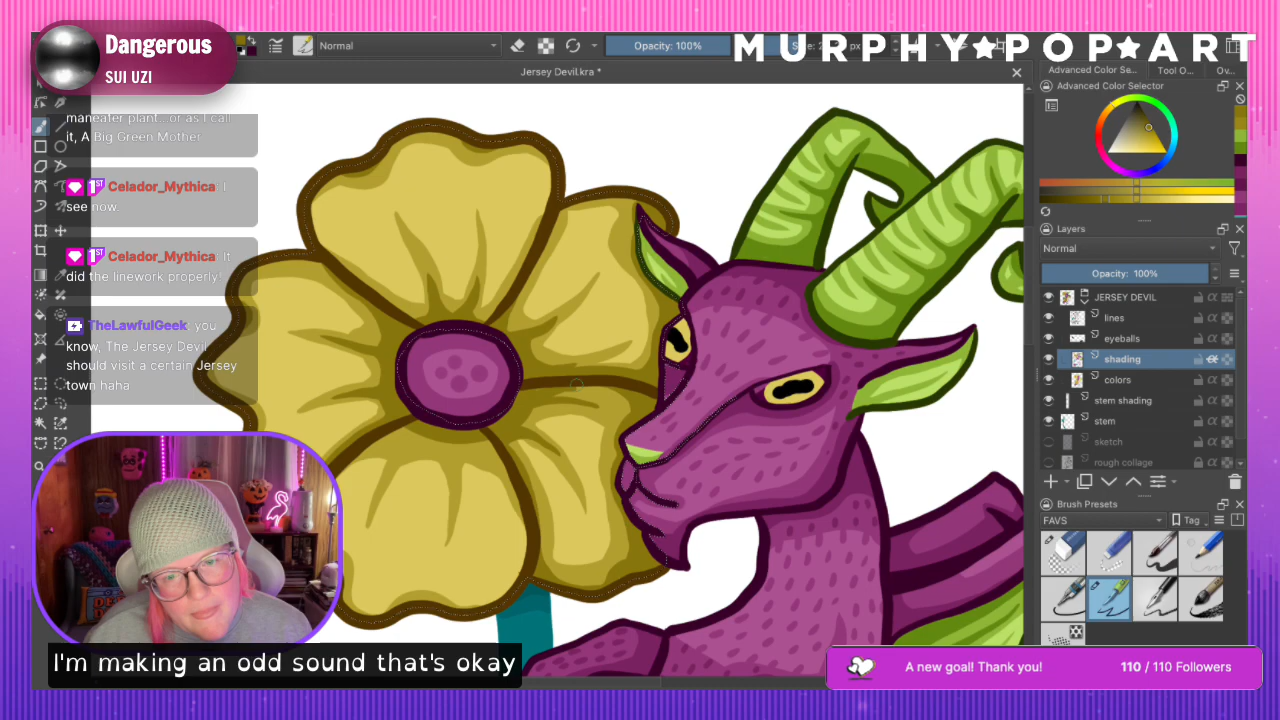 Dangerous
SUI UZI
Normal
Opacity: 100%
MURPHY★POP★ART
Jersey Devil.kra *
Advanced Color Se...
Tool O...
Ov...
Advanced Color Selector
maneater plant...or as I call
it, A Big Green Mother
Celador_Mythica I
see now.
Celador_Mythica It
did the linework properly!
TheLawfulGeek you
know, The Jersey Devil
should visit a certain Jersey
town haha
Layers
Normal
Opacity: 100%
JERSEY DEVIL
lines
eyeballs
shading
colors
stem shading
stem
sketch
rough collage
Brush Presets
FAVS
Tag
I'm making an odd sound that's okay
A new goal! Thank you!
110 / 110 Followers